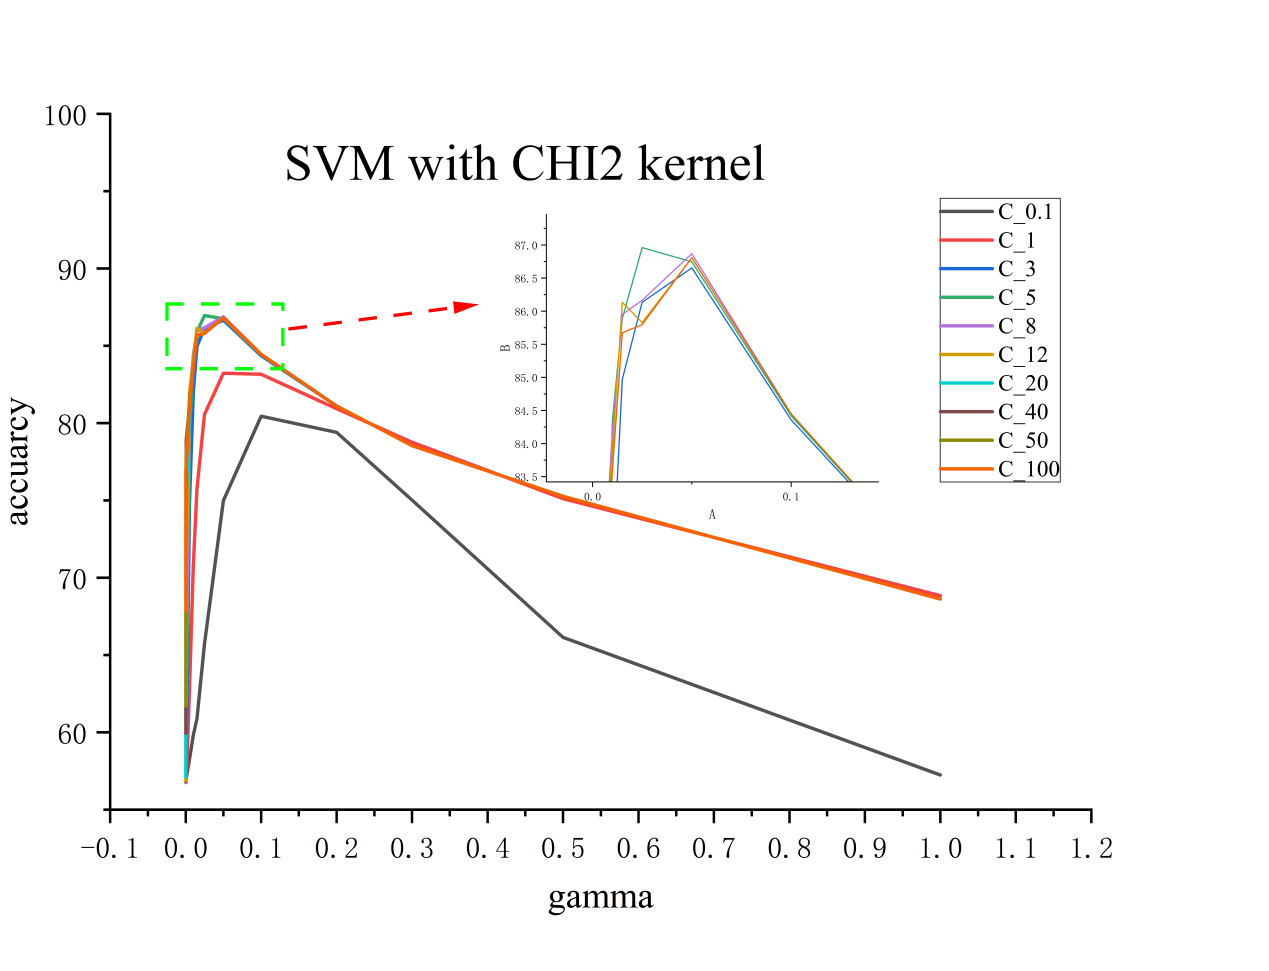 SVM with CHI2 kernel
accuarcy
100
90
80
70
60
-0.1 0.0 0.1 0.2 0.3 0.4 0.5 0.6 0.7 0.8 0.9 1.0 1.1 1.2
gamma
B
87.0
86.5
86.0
85.5
85.0
84.5
84.0
83.5
0.0 0.1
A
C_0.1
C_1
C_3
C_5
C_8
C_12
C_20
C_40
C_50
C_100